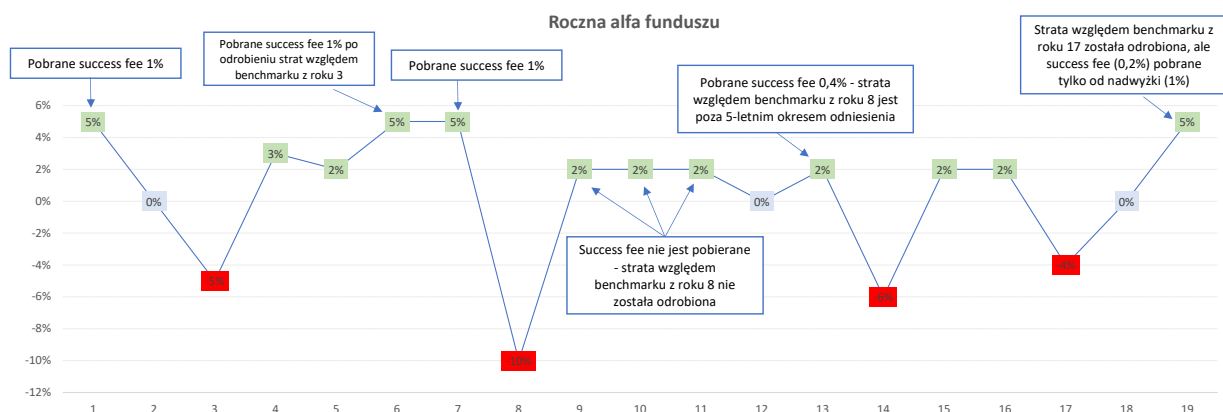 Roczna alfa funduszu
Pobrane success fee 1%
Pobrane success fee 1% po
odrobieniu strat względem
benchmarku z roku 3
Pobrane success fee 1%
Pobrane success fee 0,4% - strata
względem benchmarku z roku 8 jest
poza 5-letnim okresem odniesienia
Strata względem benchmarku z
roku 17 została odrobiona, ale
success fee (0,2%) pobrane
tylko od nadwyżki (1%)
6%
4%
2%
0%
-2%
-4%
-6%
-8%
-10%
-12%
5%
0%
-5%
3%
2%
5%
5%
-10%
2%
2%
2%
0%
2%
-6%
2%
2%
-4%
0%
5%
Success fee nie jest pobierane
- strata względem
benchmarku z roku 8 nie
została odrobiona
1 2 3 4 5 6 7 8 9 10 11 12 13 14 15 16 17 18 19